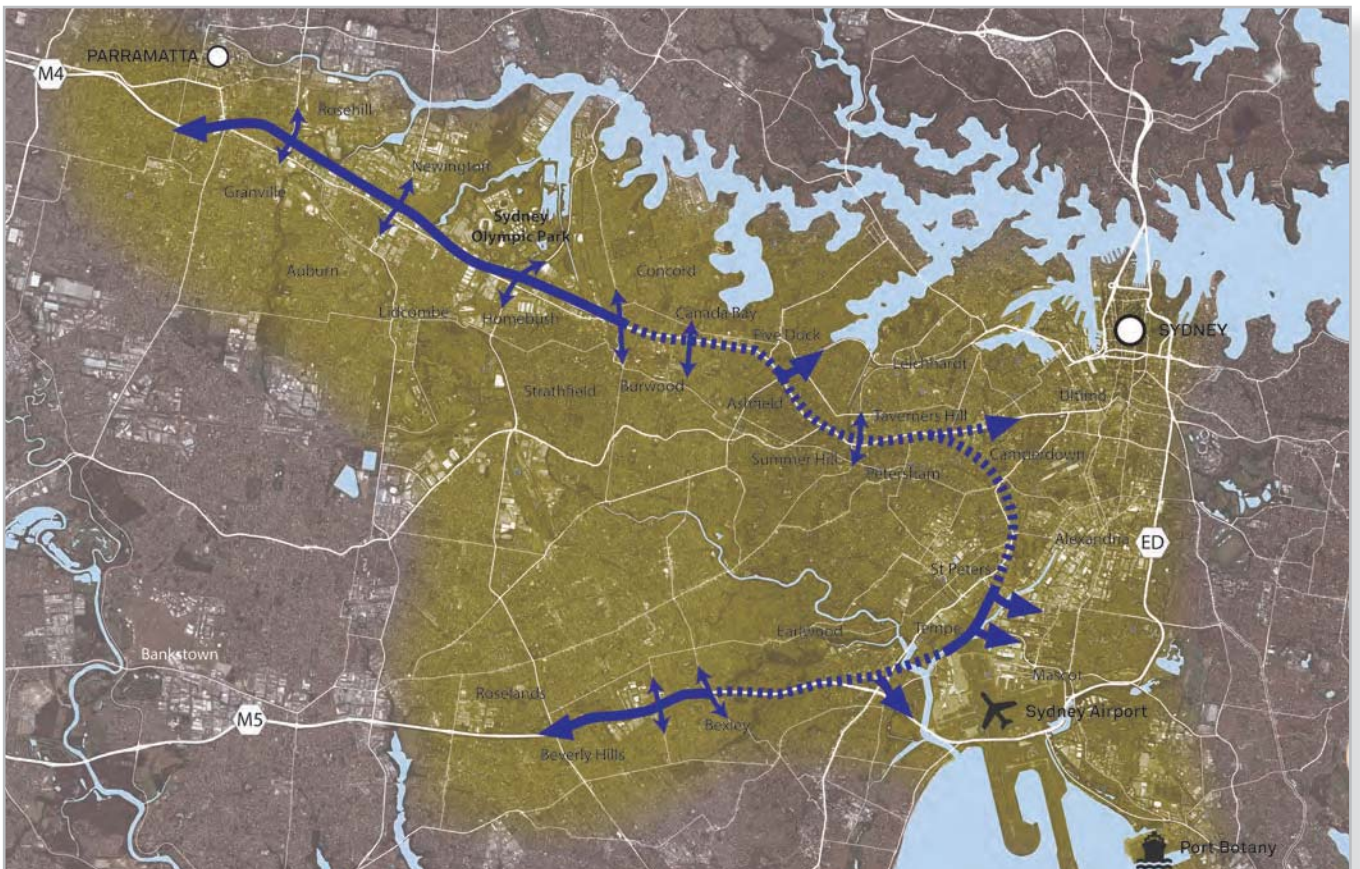 PARRAMATTA
M4
Rosehill
Newington
Granville
Sydney
Olympic Park
Auburn
Concord
Lidcombe
Homebush
Canada Bay
Five Dock
SYDNEY
Leichhardt
Strathfield
Burwood
Ashfield
Ultimo
Taverners Hill
Summer Hill
Petersham
Camperdown
Alexandria
ED
St Peters
Earlwood
Tempe
Bankstown
Mascot
Roselands
M5
Bexley
Sydney Airport
Beverly Hills
Port Botany